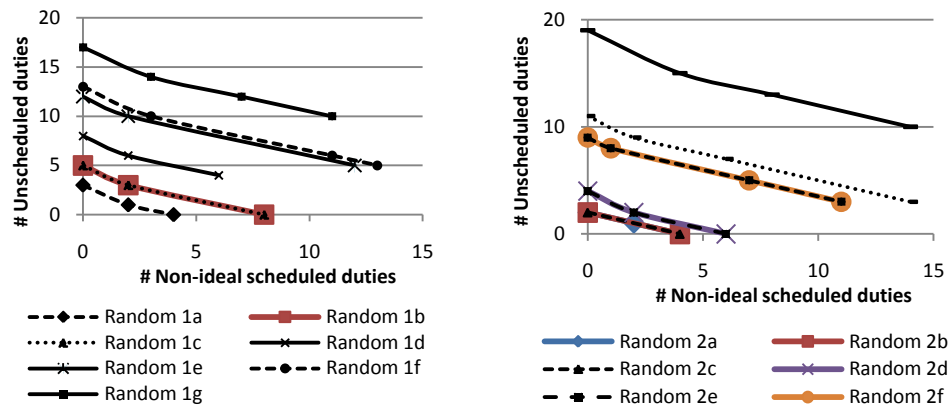 # Unscheduled duties
20
15
10
5
0
0 5 10 15
# Non-ideal scheduled duties
Random 1a Random 1b
Random 1c Random 1d
Random 1e Random 1f
Random 1g
# Unscheduled duties
20
10
0
0 5 10 15
# Non-ideal scheduled duties
Random 2a Random 2b
Random 2c Random 2d
Random 2e Random 2f